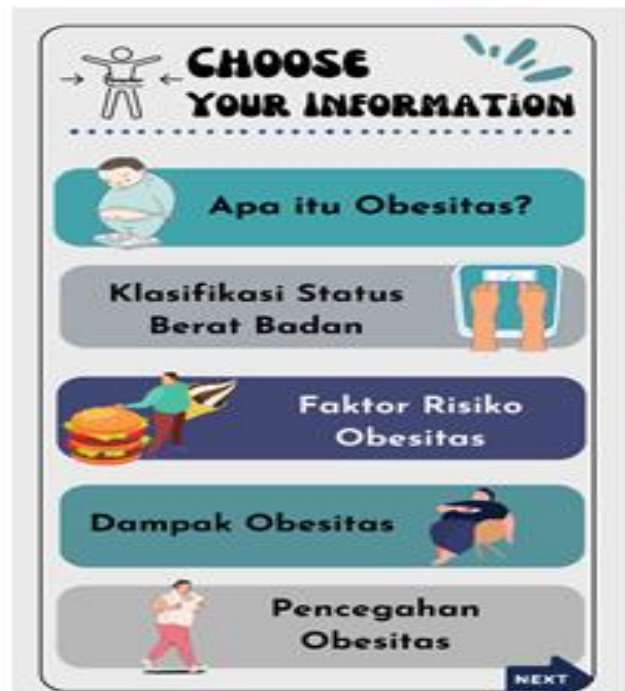 CHOOSE
YOUR INFORMATION
Apa itu Obesitas?
Klasifikasi Status
Berat Badan
Faktor Risiko
Obesitas
Dampak Obesitas
Pencegahan
Obesitas
NEXT